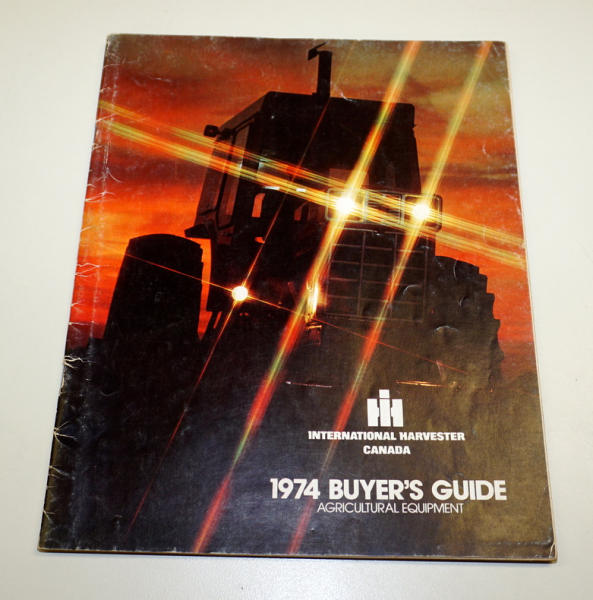 IH
INTERNATIONAL HARVESTER
CANADA
1974 BUYER'S GUIDE
AGRICULTURAL EQUIPMENT